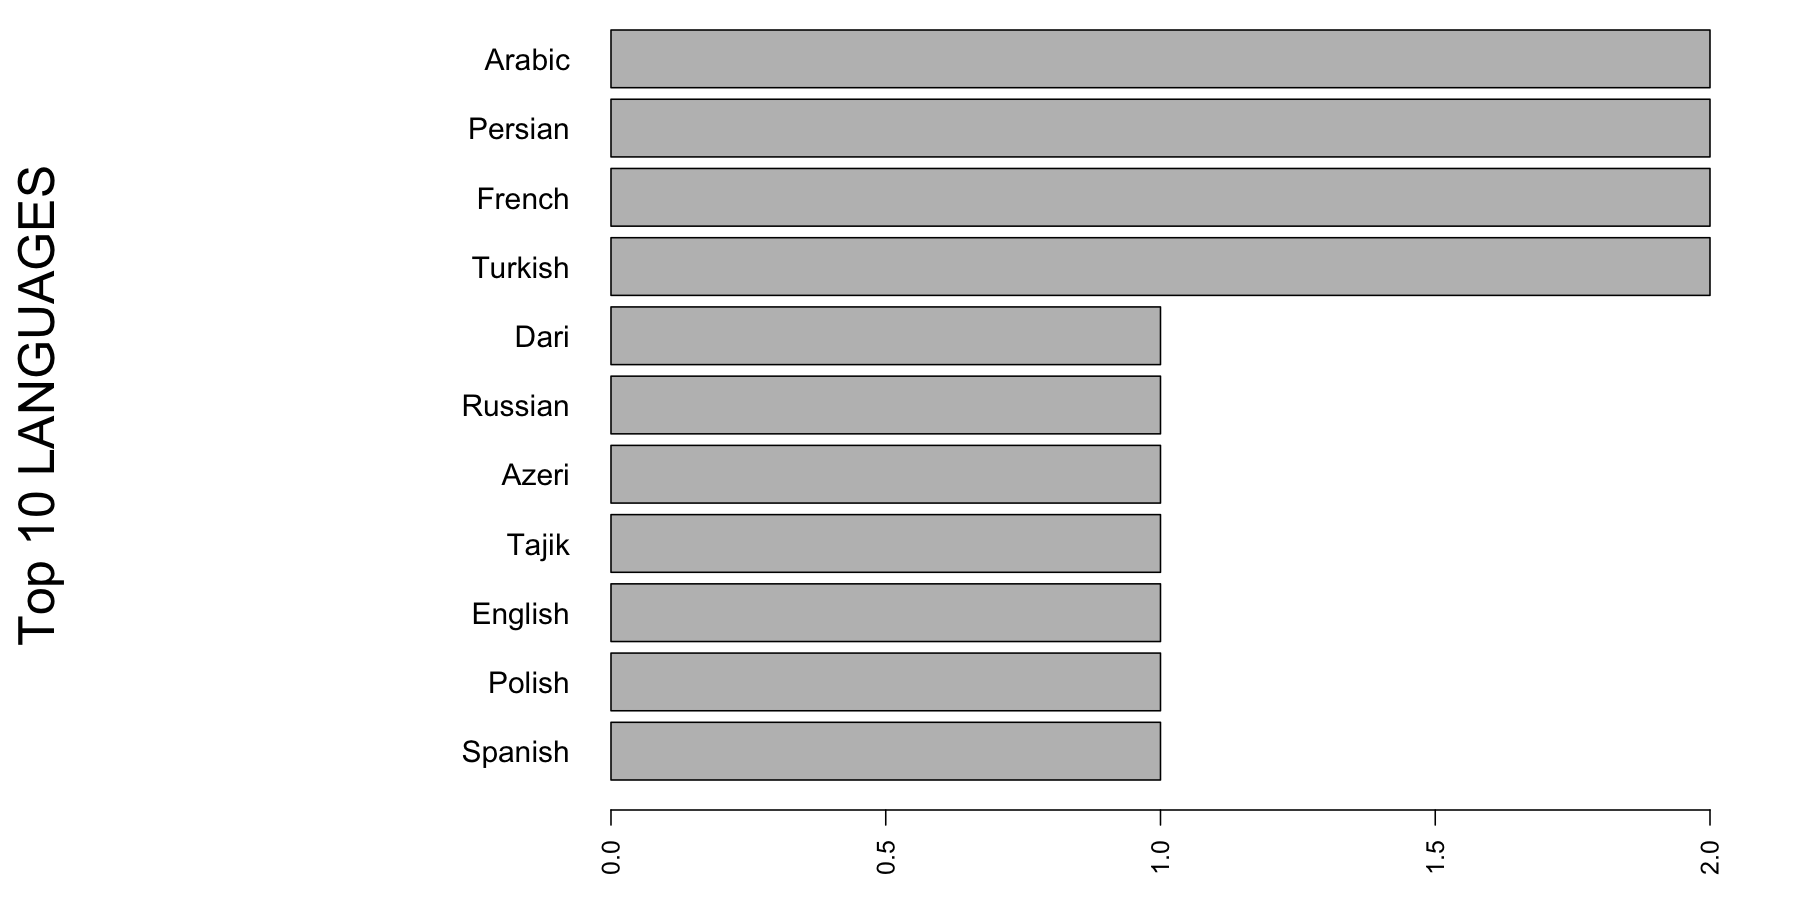 Top 10 LANGUAGES
Arabic
Persian
French
Turkish
Dari
Russian
Azeri
Tajik
English
Polish
Spanish
0.0 0.5 1.0 1.5 2.0